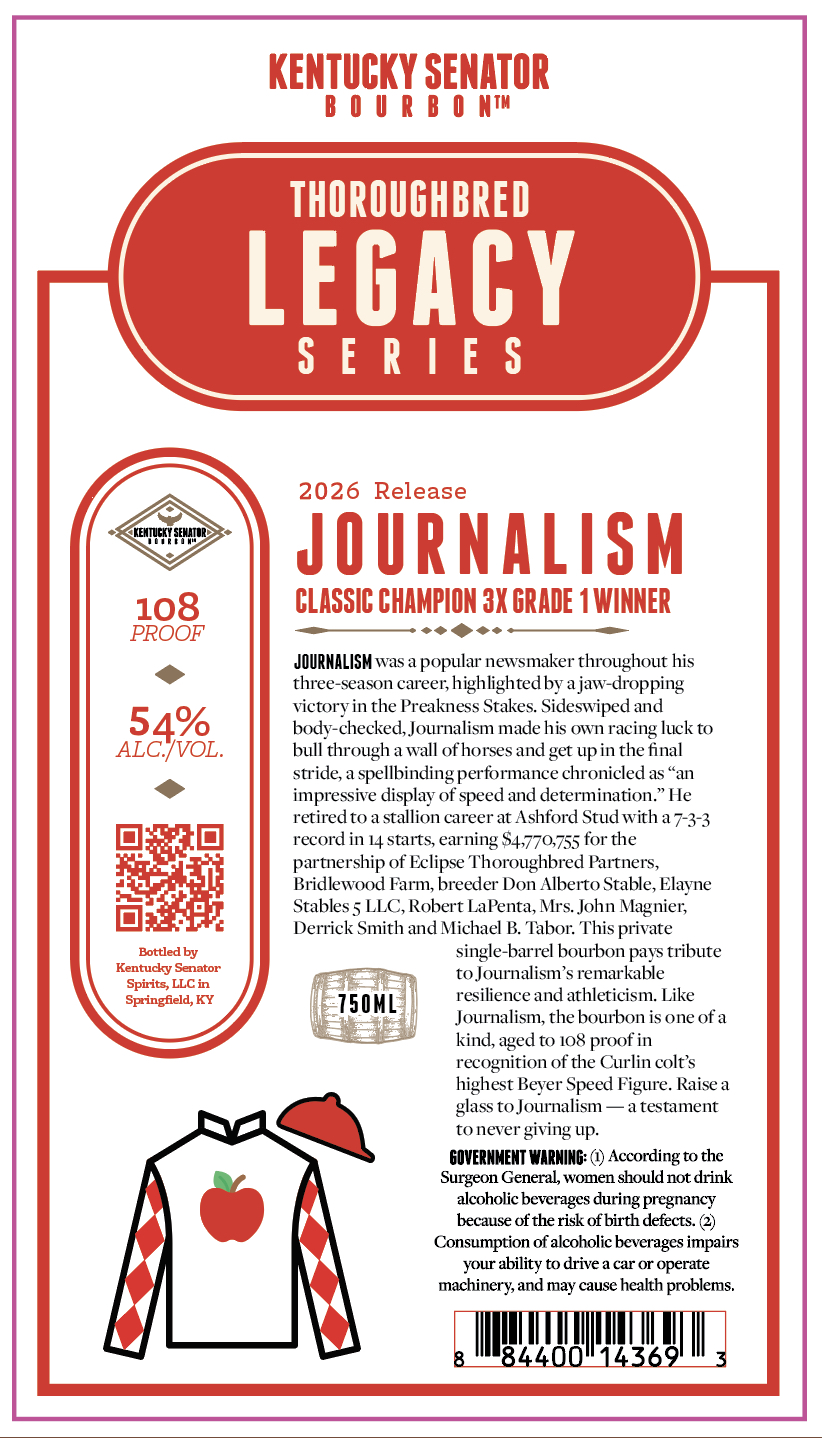 KENTUCKY SENATOR
BOURBON™
THOROUGHBRED
LEGACY
SERIES
KENTUCKY SENATOR
BOURBON™
108
PROOF
54%
ALC./VOL.
Bottled by
Kentucky Senator
Spirits, LLC in
Springfield, KY
2026 Release
JOURNALISM
CLASSIC CHAMPION 3X GRADE 1 WINNER
JOURNALISM was a popular newsmaker throughout his
three-season career, highlighted by a jaw-dropping
victory in the Preakness Stakes. Sideswiped and
body-checked, Journalism made his own racing luck to
bull through a wall of horses and get up in the final
stride, a spellbinding performance chronicled as “an
impressive display of speed and determination.” He
retired to a stallion career at Ashford Stud with a 7-3-3
record in 14 starts, earning $4,770,755 for the
partnership of Eclipse Thoroughbred Partners,
Bridlewood Farm, breeder Don Alberto Stable, Elayne
Stables 5 LLC, Robert LaPenta, Mrs. John Magnier,
Derrick Smith and Michael B. Tabor. This private
single-barrel bourbon pays tribute
to Journalism’s remarkable
resilience and athleticism. Like
Journalism, the bourbon is one of a
kind, aged to 108 proof in
recognition of the Curlin colt’s
highest Beyer Speed Figure. Raise a
glass to Journalism — a testament
to never giving up.
750ML
GOVERNMENT WARNING: (1) According to the
Surgeon General, women should not drink
alcoholic beverages during pregnancy
because of the risk of birth defects. (2)
Consumption of alcoholic beverages impairs
your ability to drive a car or operate
machinery, and may cause health problems.
8 84400 14369 3